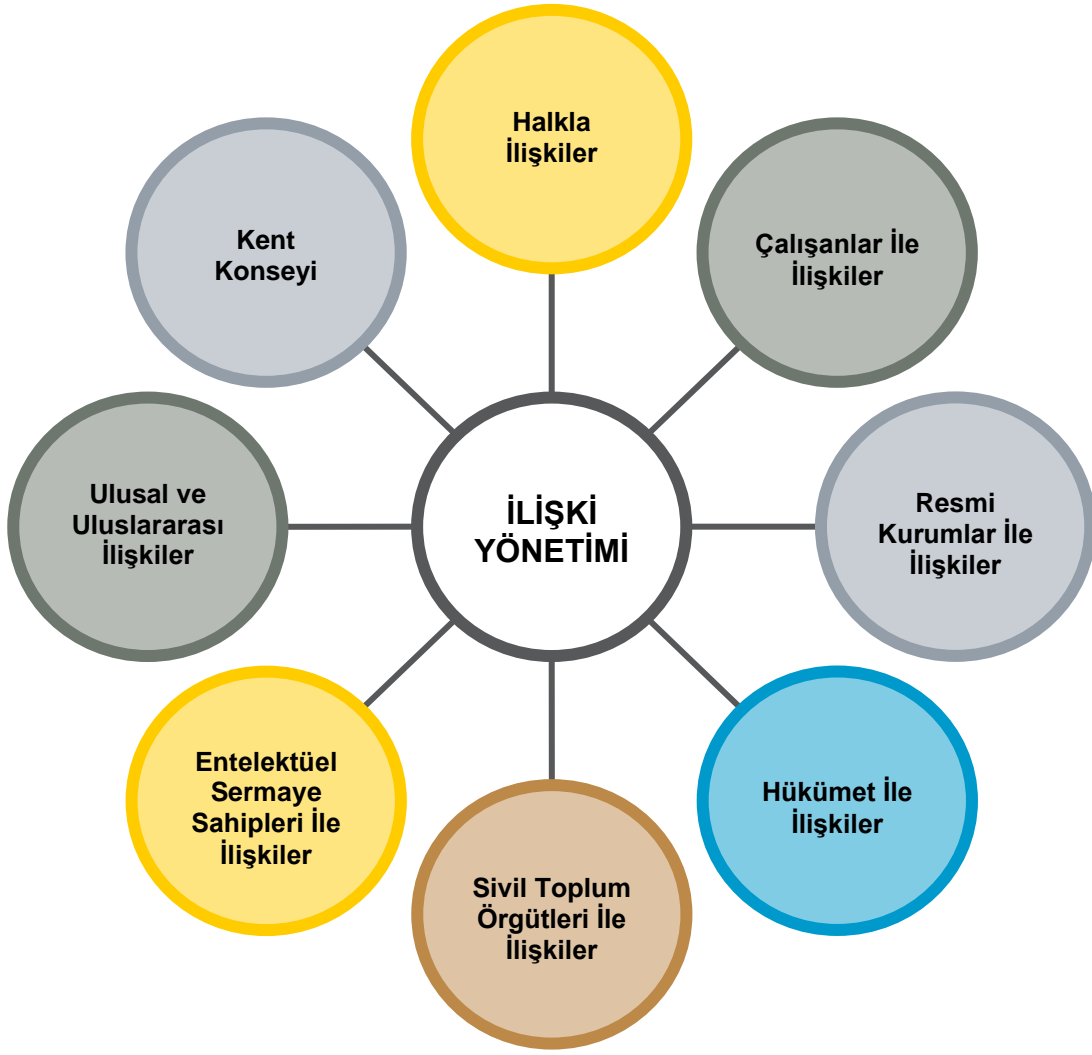 Halkla
İlişkiler
Çalışanlar İle
İlişkiler
Resmi
Kurumlar İle
İlişkiler
Hükümet İle
İlişkiler
Sivil Toplum
Örgütleri İle
İlişkiler
Entelektüel
Sermaye
Sahipleri İle
İlişkiler
Ulusal ve
Uluslararası
İlişkiler
Kent
Konseyi
İLİŞKİ
YÖNETİMİ